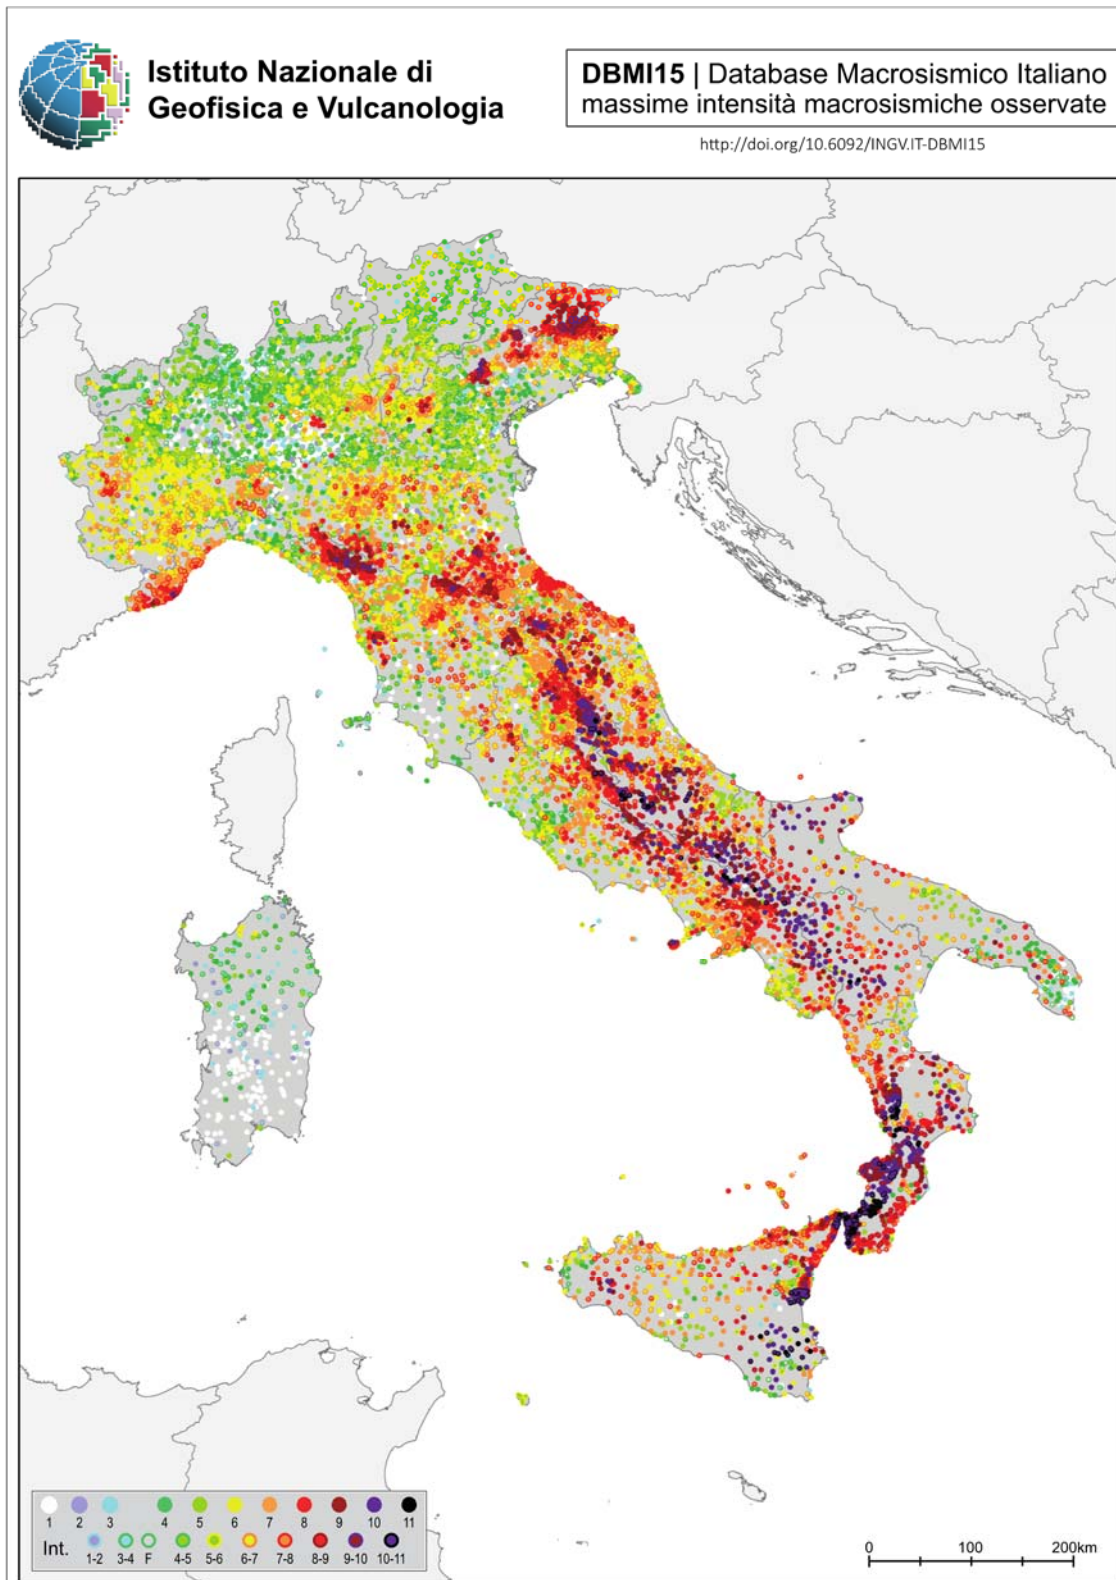 Istituto Nazionale di
Geofisica e Vulcanologia
DBMI15 | Database Macrosismico Italiano
massime intensità macrosismiche osservate
http://doi.org/10.6092/INGV.IT-DBMI15
1 2 3 4 5 6 7 8 9 10 11
Int. 1-2 3-4 F 4-5 5-6 6-7 7-8 8-9 9-10 10-11
0 100 200km